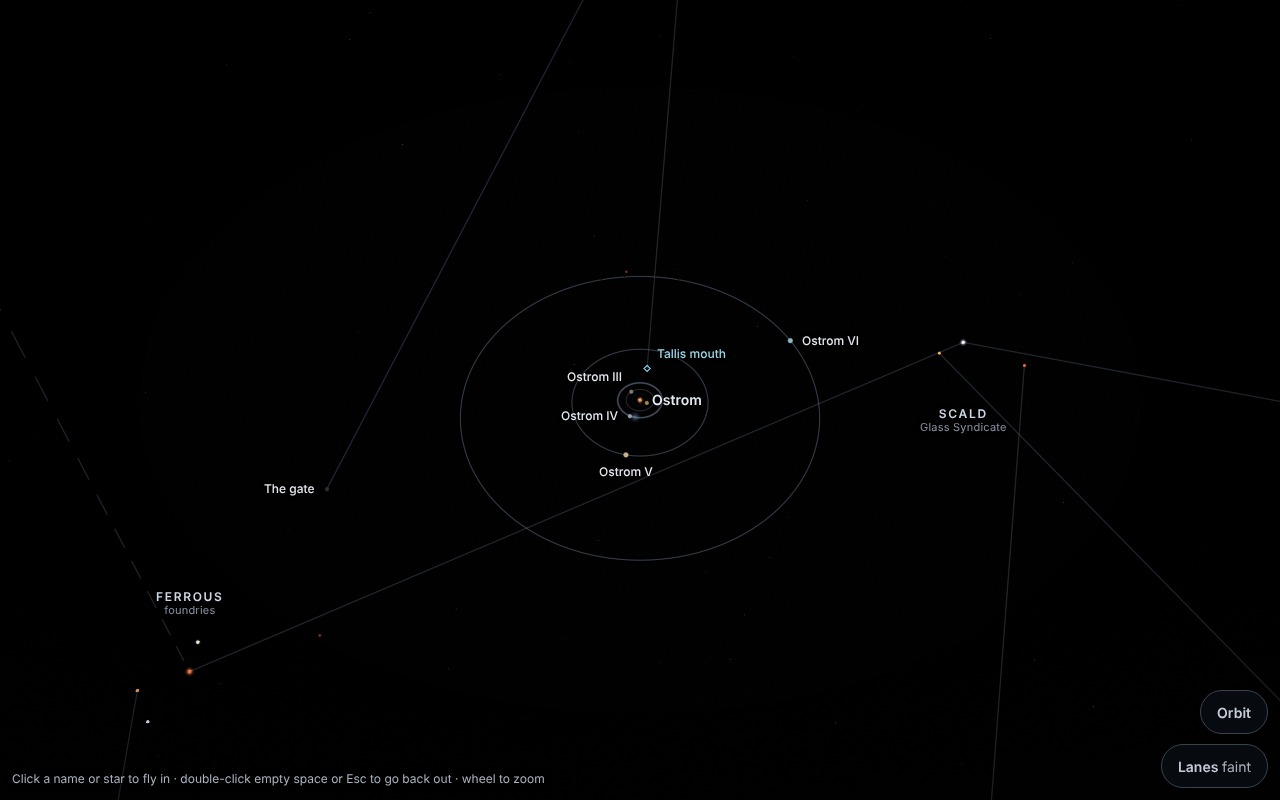 Ostrom VI
Tallis mouth
Ostrom III
Ostrom
Ostrom IV
SCALD
Glass Syndicate
Ostrom V
The gate
FERROUS
foundries
Orbit
Lanes faint
Click a name or star to fly in · double-click empty space or Esc to go back out · wheel to zoom